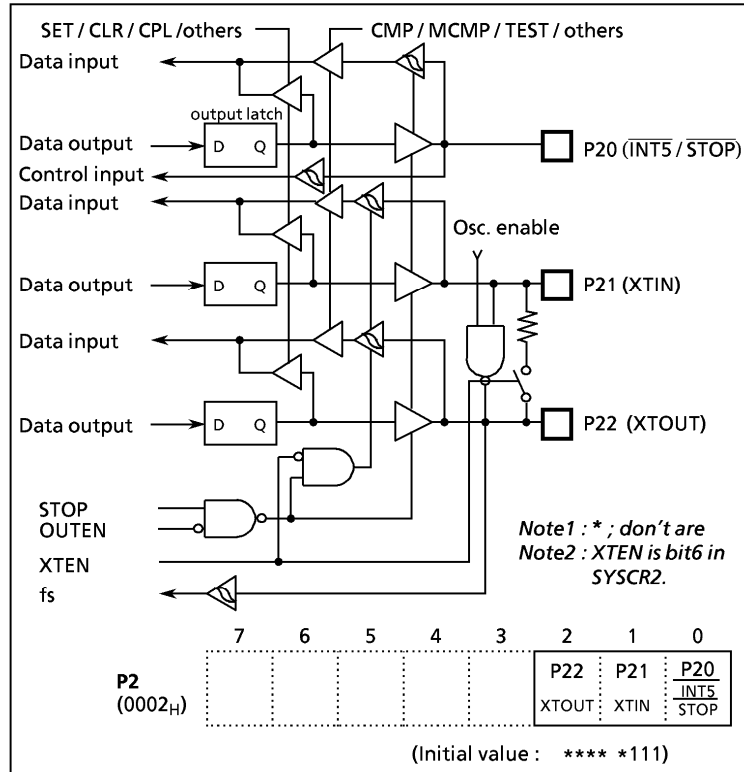 SET / CLR / CPL /others CMP / MCMP / TEST / others
Data input
output latch
Data output D Q P20 (INT5 / STOP)
Control input
Data input
Osc. enable
Data output D Q P21 (XTIN)
Data input
Data output D Q P22 (XTOUT)
STOP
OUTEN
XTEN
fs
Note1 : * ; don't are
Note2 : XTEN is bit6 in
SYSCR2.
7 6 5 4 3 2 1 0
P2
(0002H)
P22 P21 P20
XTOUT XTIN INT5
STOP
(Initial value : **** *111)